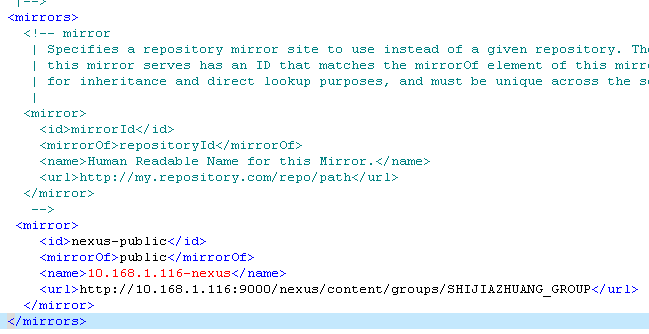 |-->
<mirrors>
<!-- mirror
| Specifies a repository mirror site to use instead of a given repository. The
| this mirror serves has an ID that matches the mirrorOf element of this mirro
| for inheritance and direct lookup purposes, and must be unique across the se
|
<mirror>
<id>mirrorId</id>
<mirrorOf>repositoryId</mirrorOf>
<name>Human Readable Name for this Mirror.</name>
<url>http://my.repository.com/repo/path</url>
</mirror>
-->
<mirror>
<id>nexus-public</id>
<mirrorOf>public</mirrorOf>
<name>10.168.1.116-nexus</name>
<url>http://10.168.1.116:9000/nexus/content/groups/SHIJIAZHUANG_GROUP</url>
</mirror>
</mirrors>